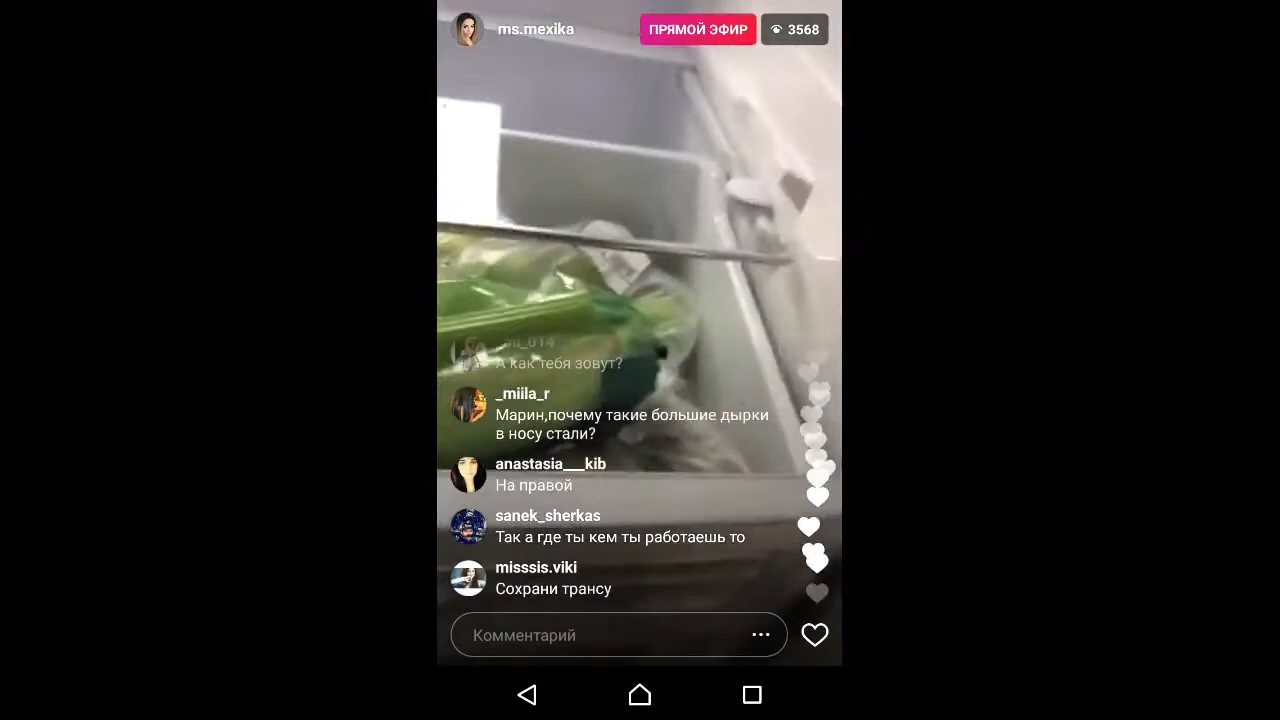 ms.mexika
ПРЯМОЙ ЭФИР
3568
А как тебя зовут?
_miila_r
Марин,почему такие большие дырки
в носу стали?
anastasia___kib
На правой
sanek_sherkas
Так а где ты кем ты работаешь то
misssis.viki
Сохрани трансу
Комментарий